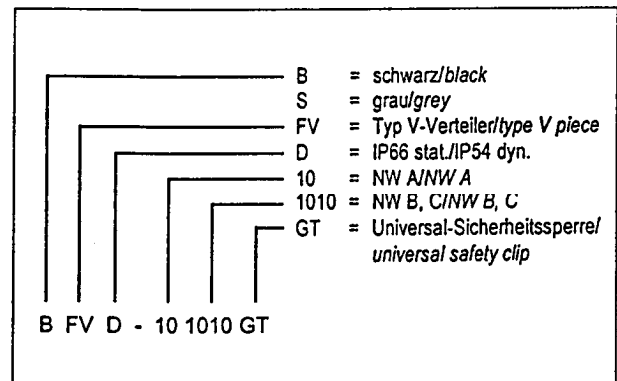 B = schwarz/black
S = grau/grey
FV = Typ V-Verteiler/type V piece
D = IP66 stat./IP54 dyn.
10 = NW A/NW A
1010 = NW B, C/NW B, C
GT = Universal-Sicherheitssperre/
universal safety clip
B FV D - 10 1010 GT